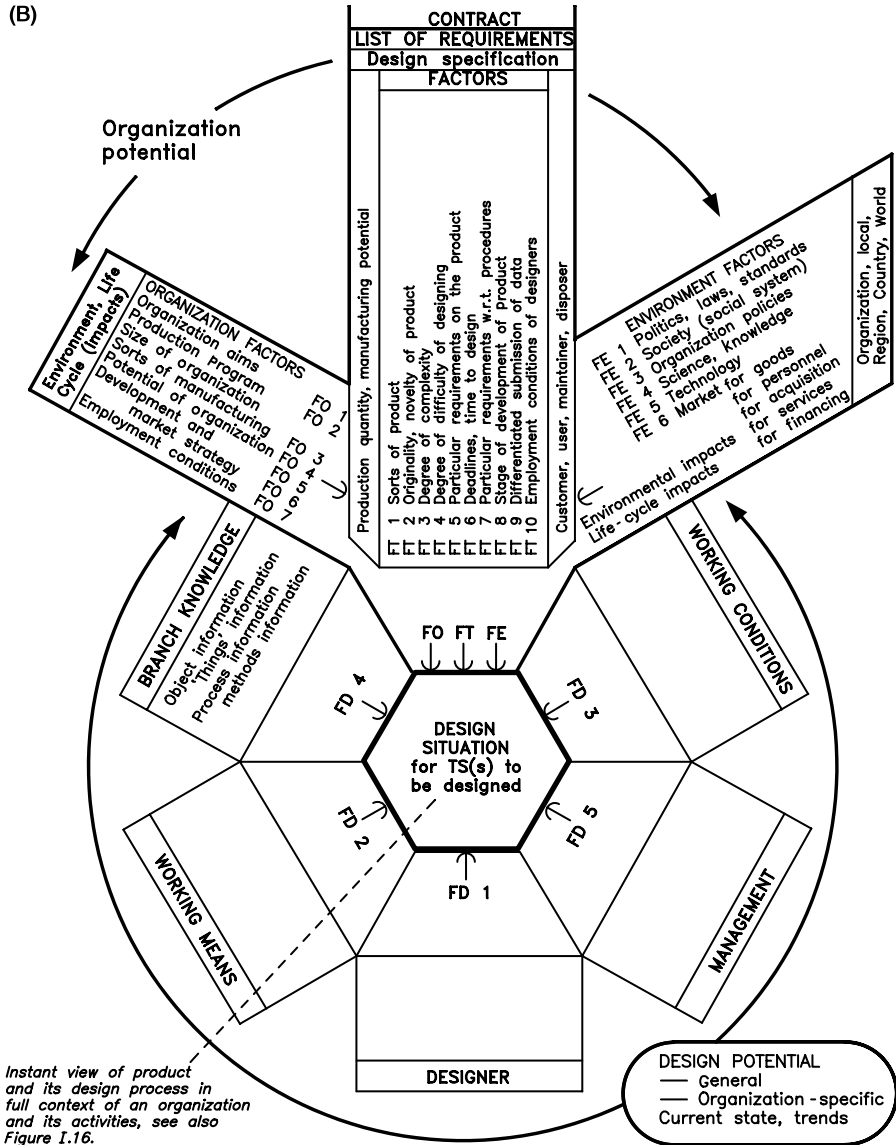 (B)
CONTRACT
LIST OF REQUIREMENTS
Design specification
FACTORS
Organization
potential
Production quantity, manufacturing potential
FT 1 Sorts of product
FT 2 Originality, novelty of product
FT 3 Degree of complexity
FT 4 Degree of difficulty of designing
FT 5 Particular requirements on the product
FT 6 Deadlines, time to design
FT 7 Particular requirements w.r.t. procedures
FT 8 Stage of development of product
FT 9 Differentiated submission of data
FT 10 Employment conditions of designers
Customer, user, maintainer, disposer
Environment, Life
Cycle (Impacts)
ORGANIZATION FACTORS
Organization aims FO 1
Production Program FO 2
Size of organization
Sorts of manufacturing FO 3
Potential of organization FO 4
Development and FO 5
market strategy FO 6
Employment conditions FO 7
ENVIRONMENT FACTORS
FE 1 Politics, laws, standards
FE 2 Society (social system)
FE 3 Organization policies
FE 4 Science, knowledge
FE 5 Technology
FE 6 Market for goods
for personnel
for acquisition
for services
for financing
Environmental impacts
Life-cycle impacts
Organization, local,
Region, Country, World
BRANCH KNOWLEDGE
Object information
'Things' information
Process information
methods information
WORKING CONDITIONS
FO FT FE
FD 4
FD 3
DESIGN
SITUATION
for TS(s) to
be designed
FD 2
FD 5
FD 1
WORKING MEANS
MANAGEMENT
DESIGNER
Instant view of product
and its design process in
full context of an organization
and its activities, see also
Figure I.16.
DESIGN POTENTIAL
— General
— Organization-specific
Current state, trends